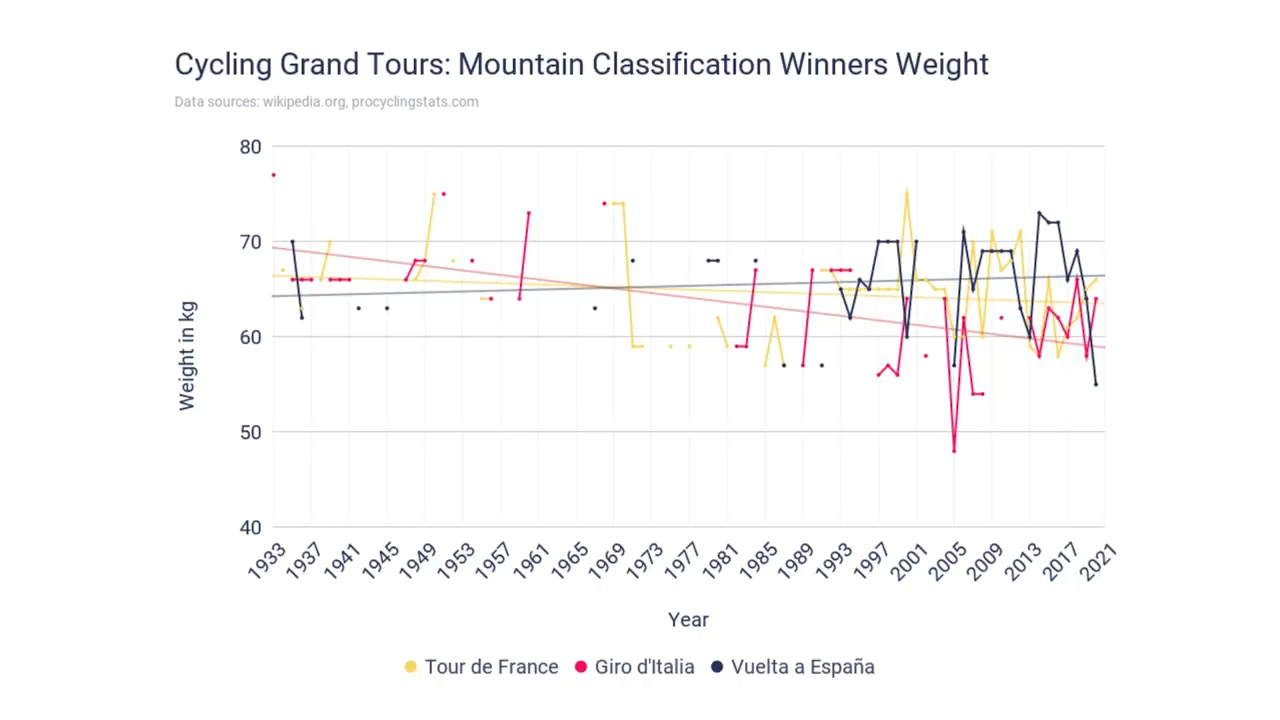 Cycling Grand Tours: Mountain Classification Winners Weight
Data sources: wikipedia.org, procyclingstats.com
80
70
60
50
40
Weight in kg
1933 1937 1941 1945 1949 1953 1957 1961 1965 1969 1973 1977 1981 1985 1989 1993 1997 2001 2005 2009 2013 2017 2021
Year
Tour de France Giro d'Italia Vuelta a España